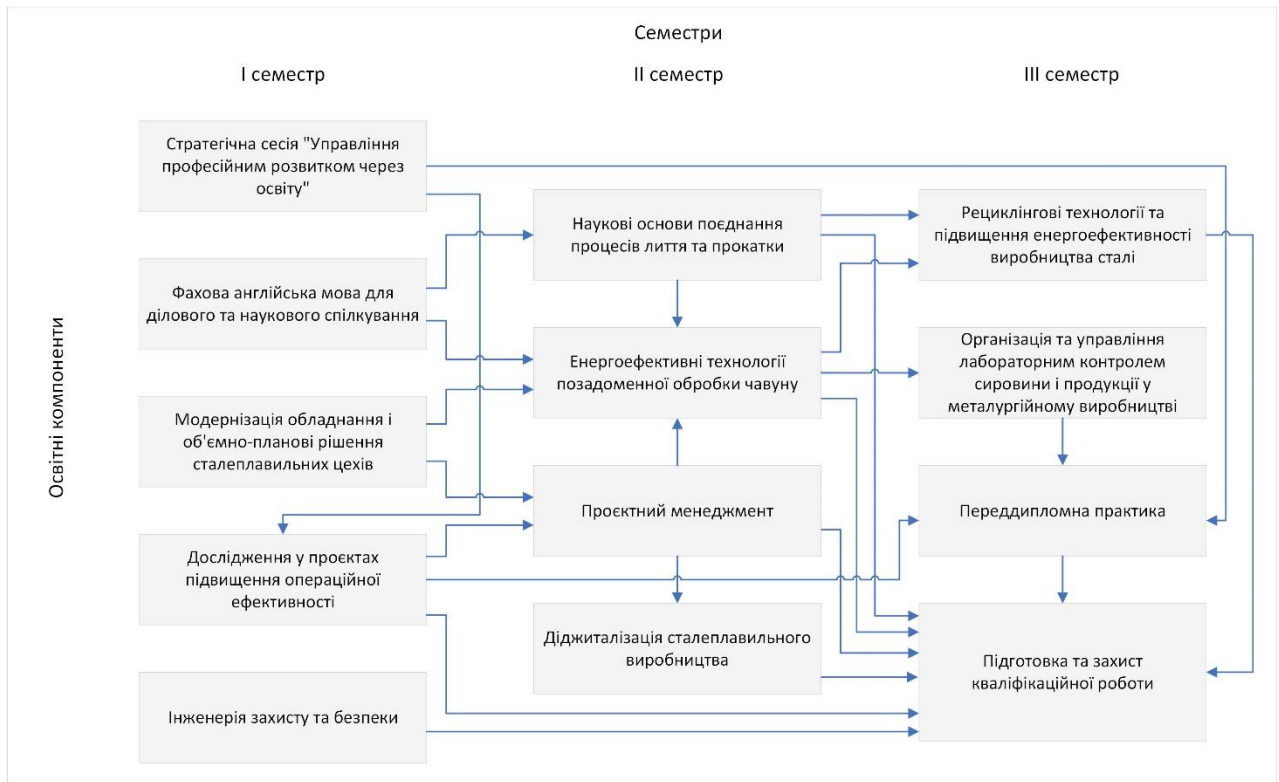 Семестри
I семестр
II семестр
III семестр
Освітні компоненти
Стратегічна сесія "Управління
професійним розвитком через
освіту"
Фахова англійська мова для
ділового та наукового спілкування
Модернізація обладнання і
об'ємно-планові рішення
сталеплавильних цехів
Дослідження у проєктах
підвищення операційної
ефективності
Інженерія захисту та безпеки
Наукові основи поєднання
процесів лиття та прокатки
Енергоефективні технології
позадоменної обробки чавуну
Проєктний менеджмент
Діджиталізація сталеплавильного
виробництва
Рециклінгові технології та
підвищення енергоефективності
виробництва сталі
Організація та управління
лабораторним контролем
сировини і продукції у
металургійному виробництві
Переддипломна практика
Підготовка та захист
кваліфікаційної роботи